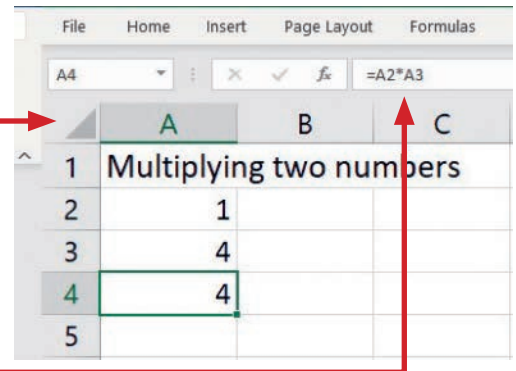 File Home Insert Page Layout Formulas
A4 fx =A2*A3
A B C
1 Multiplying two numbers
2 1
3 4
4 4
5